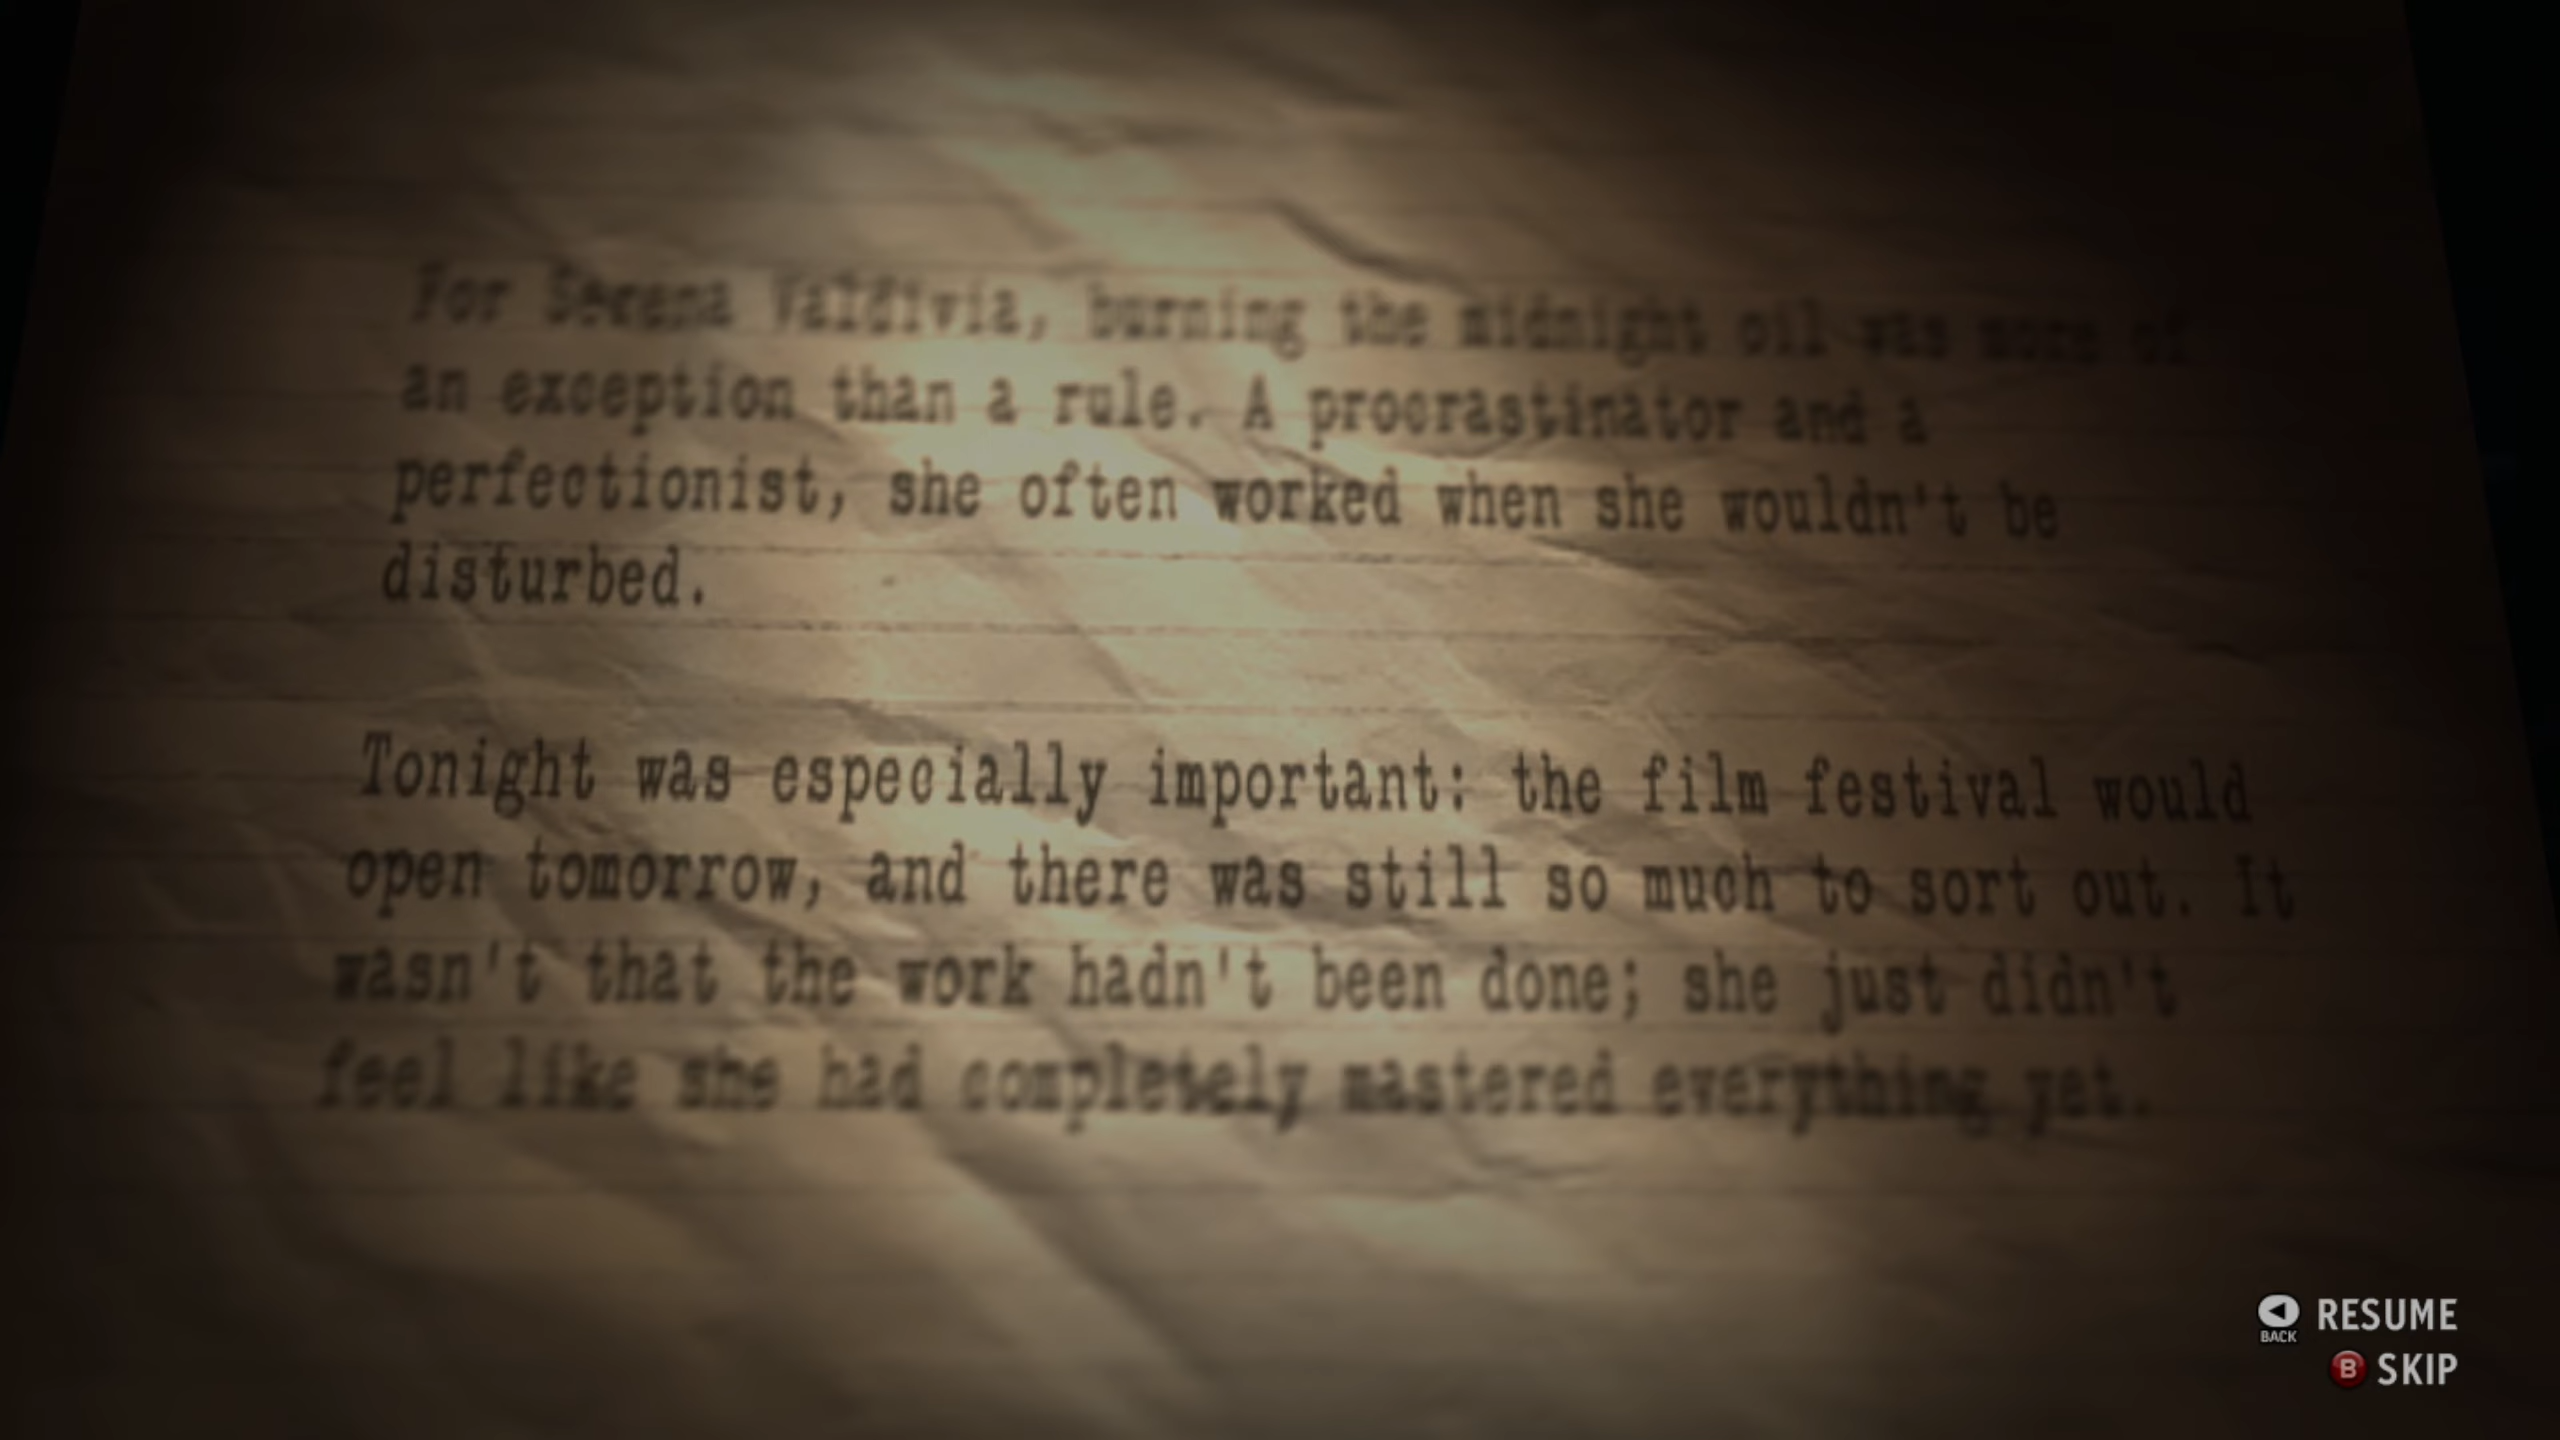 For Serena Valdivia, burning the midnight oil was more of
an exception than a rule. A procrastinator and a
perfectionist, she often worked when she wouldn't be
disturbed.
Tonight was especially important: the film festival would
open tomorrow, and there was still so much to sort out. It
wasn't that the work hadn't been done; she just didn't
feel like she had completely mastered everything yet.
BACK RESUME
B SKIP